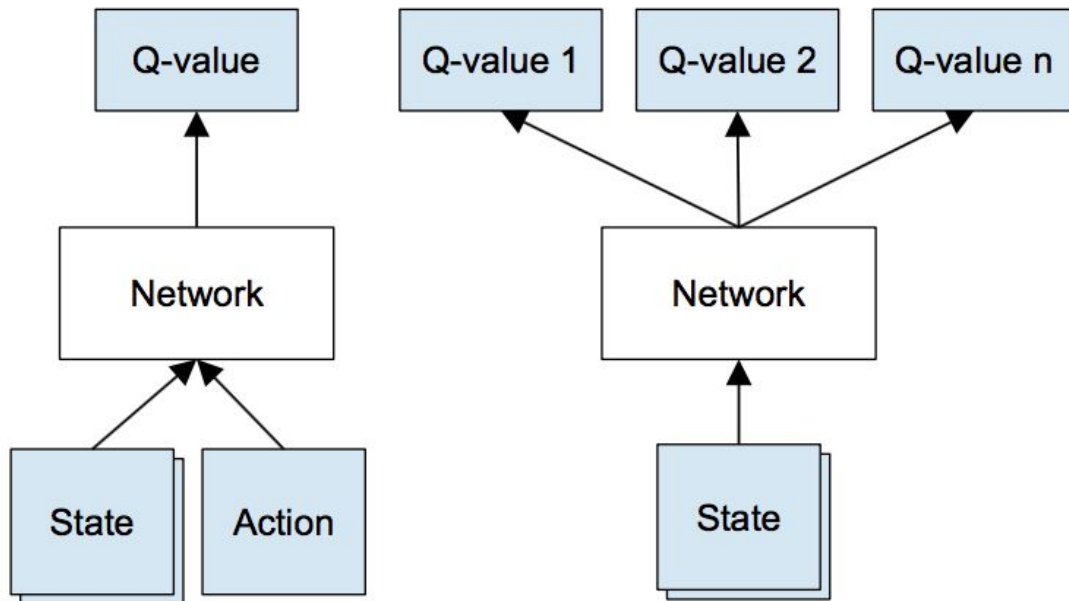 Q-value
Q-value 1
Q-value 2
Q-value n
Network
Network
State
Action
State